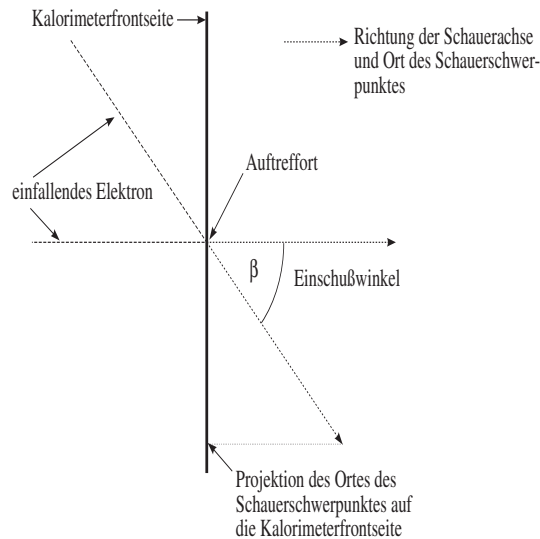 Kalorimeterfrontseite
Richtung der Schauerachse
und Ort des Schauerschwer-
punktes
Auftreffort
einfallendes Elektron
β
Einschußwinkel
Projektion des Ortes des
Schauerschwerpunktes auf
die Kalorimeterfrontseite